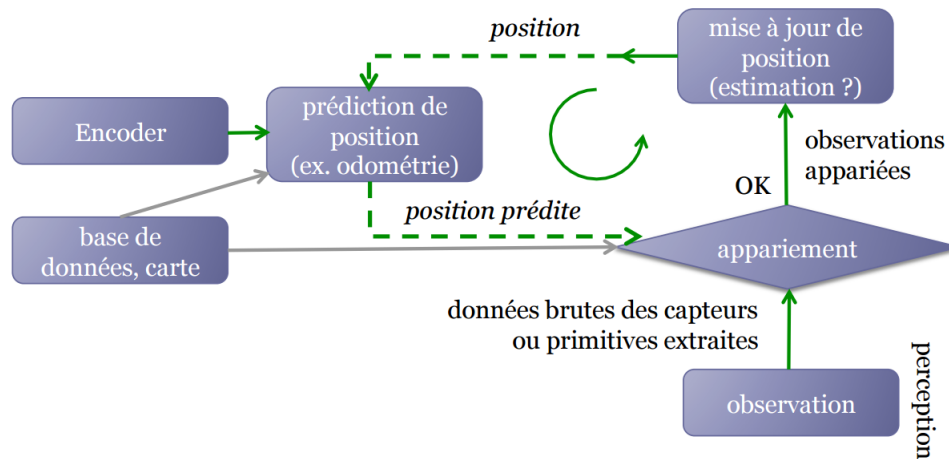 position
mise à jour de
position
(estimation ?)
Encoder
prédiction de
position
(ex. odométrie)
observations
appariées
OK
position prédite
base de
données, carte
appariement
données brutes des capteurs
ou primitives extraites
observation
perception